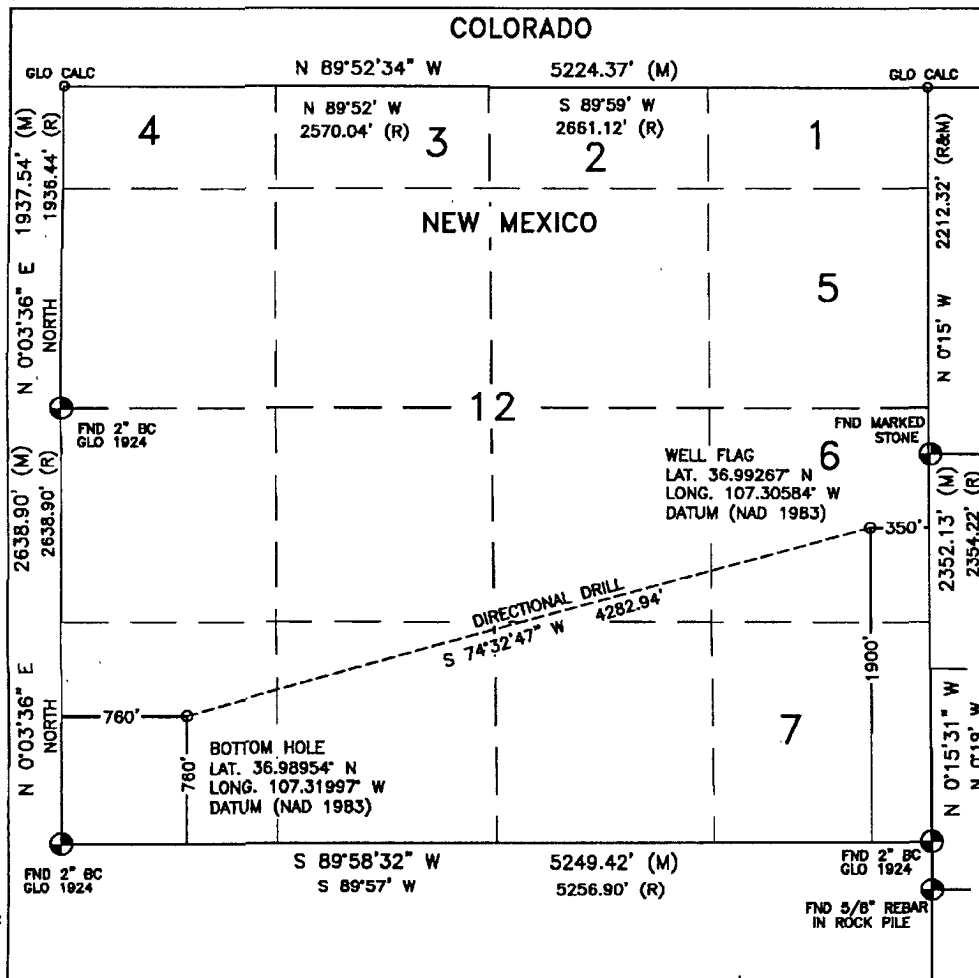 COLORADO
GLO CALC
N 89°52'34" W
5224.37' (M)
GLO CALC
N 89°52' W
2570.04' (R)
S 89°59' W
2661.12' (R)
4
3
2
1
1937.54' (M)
1936.44' (R)
N 0°03'36" E
NORTH
NEW MEXICO
2212.32' (R&M)
N 0°15' W
5
12
FND 2" BC
GLO 1924
FND MARKED
STONE
6
WELL FLAG
LAT. 36.99267° N
LONG. 107.30584° W
DATUM (NAD 1983)
350'
2638.90' (M)
2638.90' (R)
2352.13' (M)
2354.22' (R)
DIRECTIONAL DRILL
S 74°32'47" W
4282.94'
1900'
N 0°03'36" E
NORTH
760'
760'
7
BOTTOM HOLE
LAT. 36.98954° N
LONG. 107.31997° W
DATUM (NAD 1983)
N 0°15'31" W
N 0°19' W
FND 2" BC
GLO 1924
S 89°58'32" W
5249.42' (M)
S 89°57' W
5256.90' (R)
FND 2" BC
GLO 1924
FND 5/8" REBAR
IN ROCK PILE